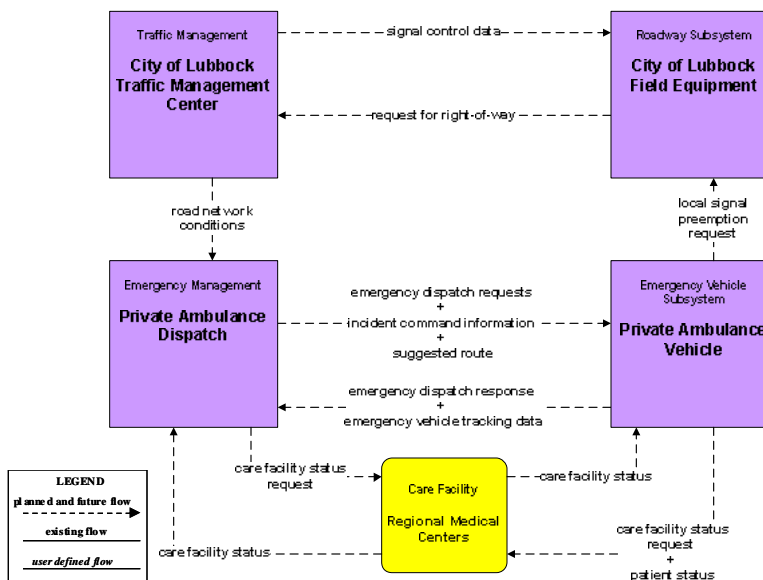 Traffic Management
City of Lubbock
Traffic Management
Center
signal control data
Roadway Subsystem
City of Lubbock
Field Equipment
request for right-of-way
road network
conditions
local signal
preemption
request
Emergency Management
Private Ambulance
Dispatch
emergency dispatch requests
+
incident command information
+
suggested route
Emergency Vehicle
Subsystem
Private Ambulance
Vehicle
emergency dispatch response
+
emergency vehicle tracking data
care facility status
request
Care Facility
Regional Medical
Centers
care facility status
care facility status
care facility status
request
+
patient status
LEGEND
planned and future flow
existing flow
user defined flow